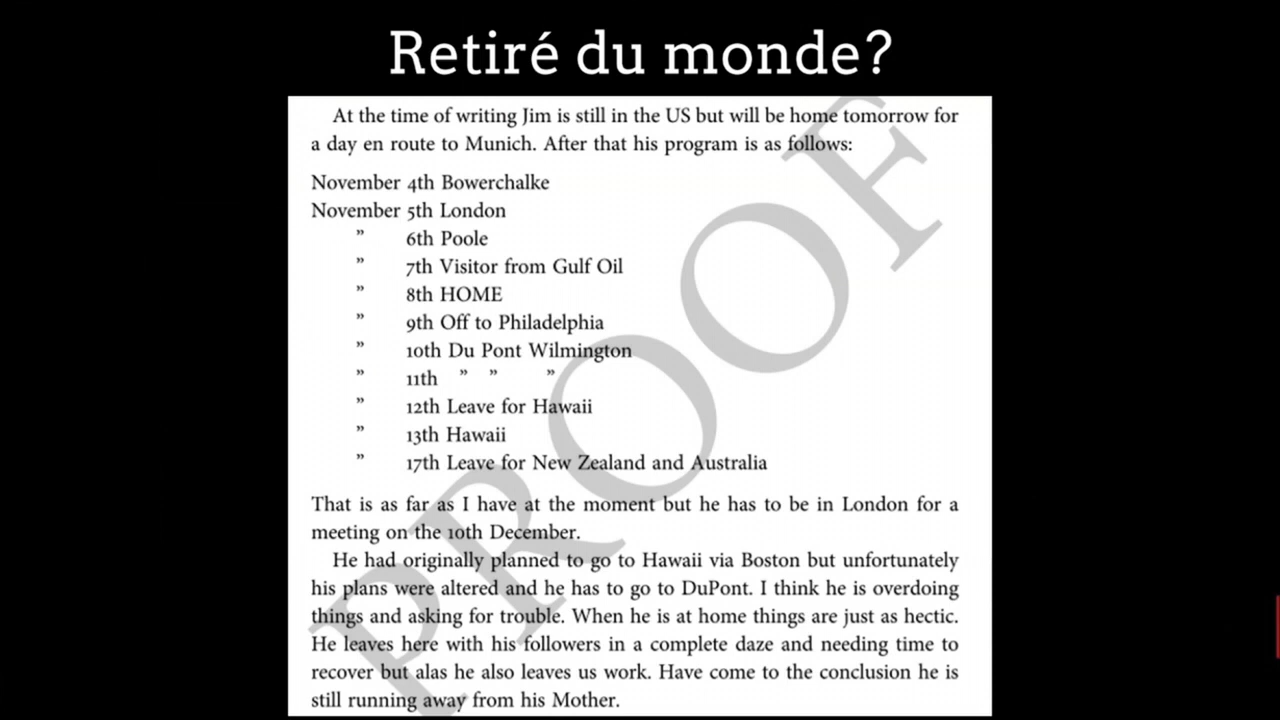 Retiré du monde?
At the time of writing Jim is still in the US but will be home tomorrow for
a day en route to Munich. After that his program is as follows:
November 4th Bowerchalke
November 5th London
” 6th Poole
” 7th Visitor from Gulf Oil
” 8th HOME
” 9th Off to Philadelphia
” 10th Du Pont Wilmington
” 11th ” ” ”
” 12th Leave for Hawaii
” 13th Hawaii
” 17th Leave for New Zealand and Australia
That is as far as I have at the moment but he has to be in London for a
meeting on the 10th December.
He had originally planned to go to Hawaii via Boston but unfortunately
his plans were altered and he has to go to DuPont. I think he is overdoing
things and asking for trouble. When he is at home things are just as hectic.
He leaves here with his followers in a complete daze and needing time to
recover but alas he also leaves us work. Have come to the conclusion he is
still running away from his Mother.
PROOF